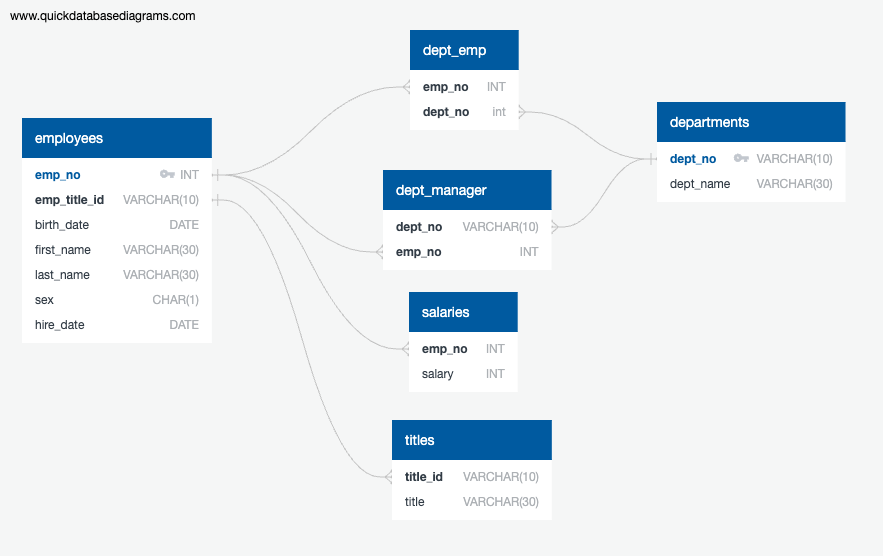 www.quickdatabasediagrams.com
employees
emp_no INT
emp_title_id VARCHAR(10)
birth_date DATE
first_name VARCHAR(30)
last_name VARCHAR(30)
sex CHAR(1)
hire_date DATE
dept_emp
emp_no INT
dept_no int
dept_manager
dept_no VARCHAR(10)
emp_no INT
salaries
emp_no INT
salary INT
titles
title_id VARCHAR(10)
title VARCHAR(30)
departments
dept_no VARCHAR(10)
dept_name VARCHAR(30)